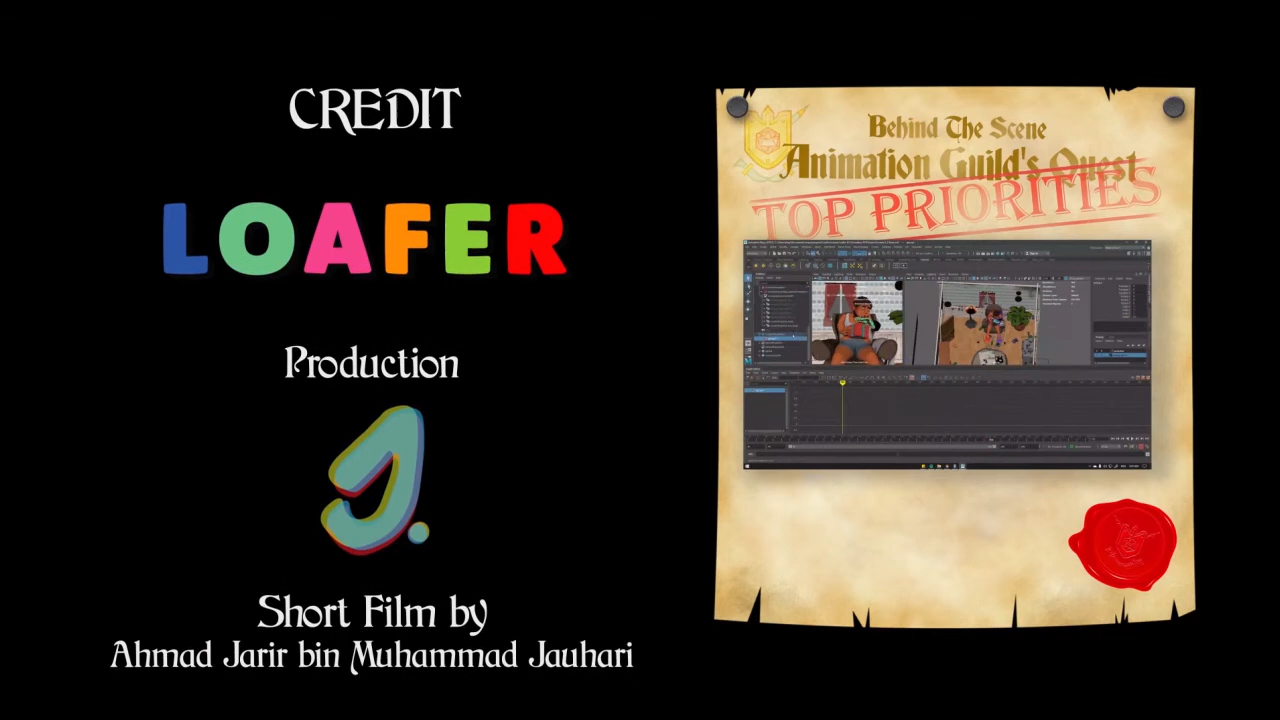 CREDIT
LOAFER
Production
J.
Short Film by
Ahmad Jarir bin Muhammad Jauhari
Behind The Scene
Animation Guild's Quest
TOP PRIORITIES